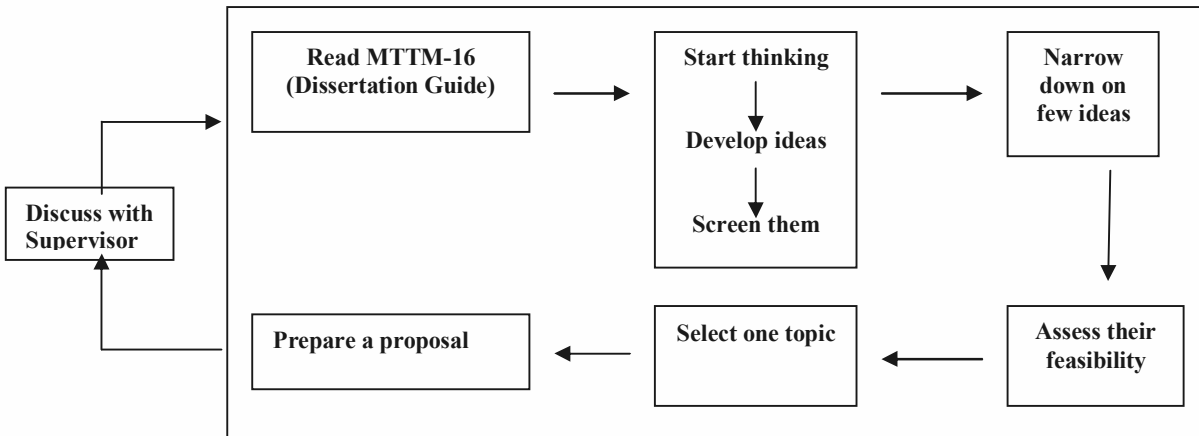 Read MTTM-16
(Dissertation Guide)
Start thinking
Develop ideas
Screen them
Narrow
down on
few ideas
Discuss with
Supervisor
Prepare a proposal
Select one topic
Assess their
feasibility